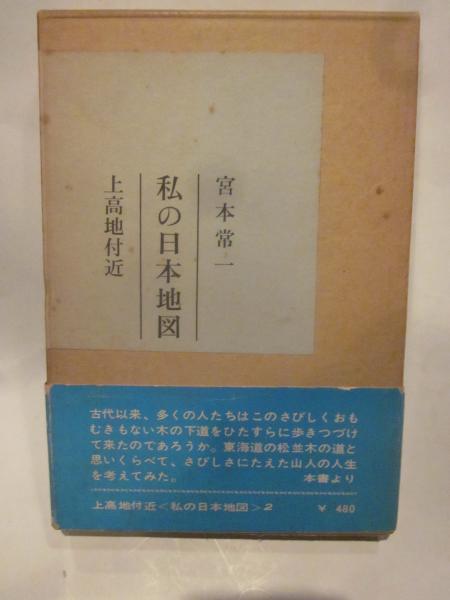 宮本常一
私の日本地図
上高地付近
古代以来、多くの人たちはこのさびしくおも
むきもない木の下道をひたすらに歩きつづけ
て来たのであろうか。東海道の松並木の道と
思いくらべて、さびしさにたえた山人の人生
を考えてみた。 本書より
上高地付近<私の日本地図>2 ¥ 480